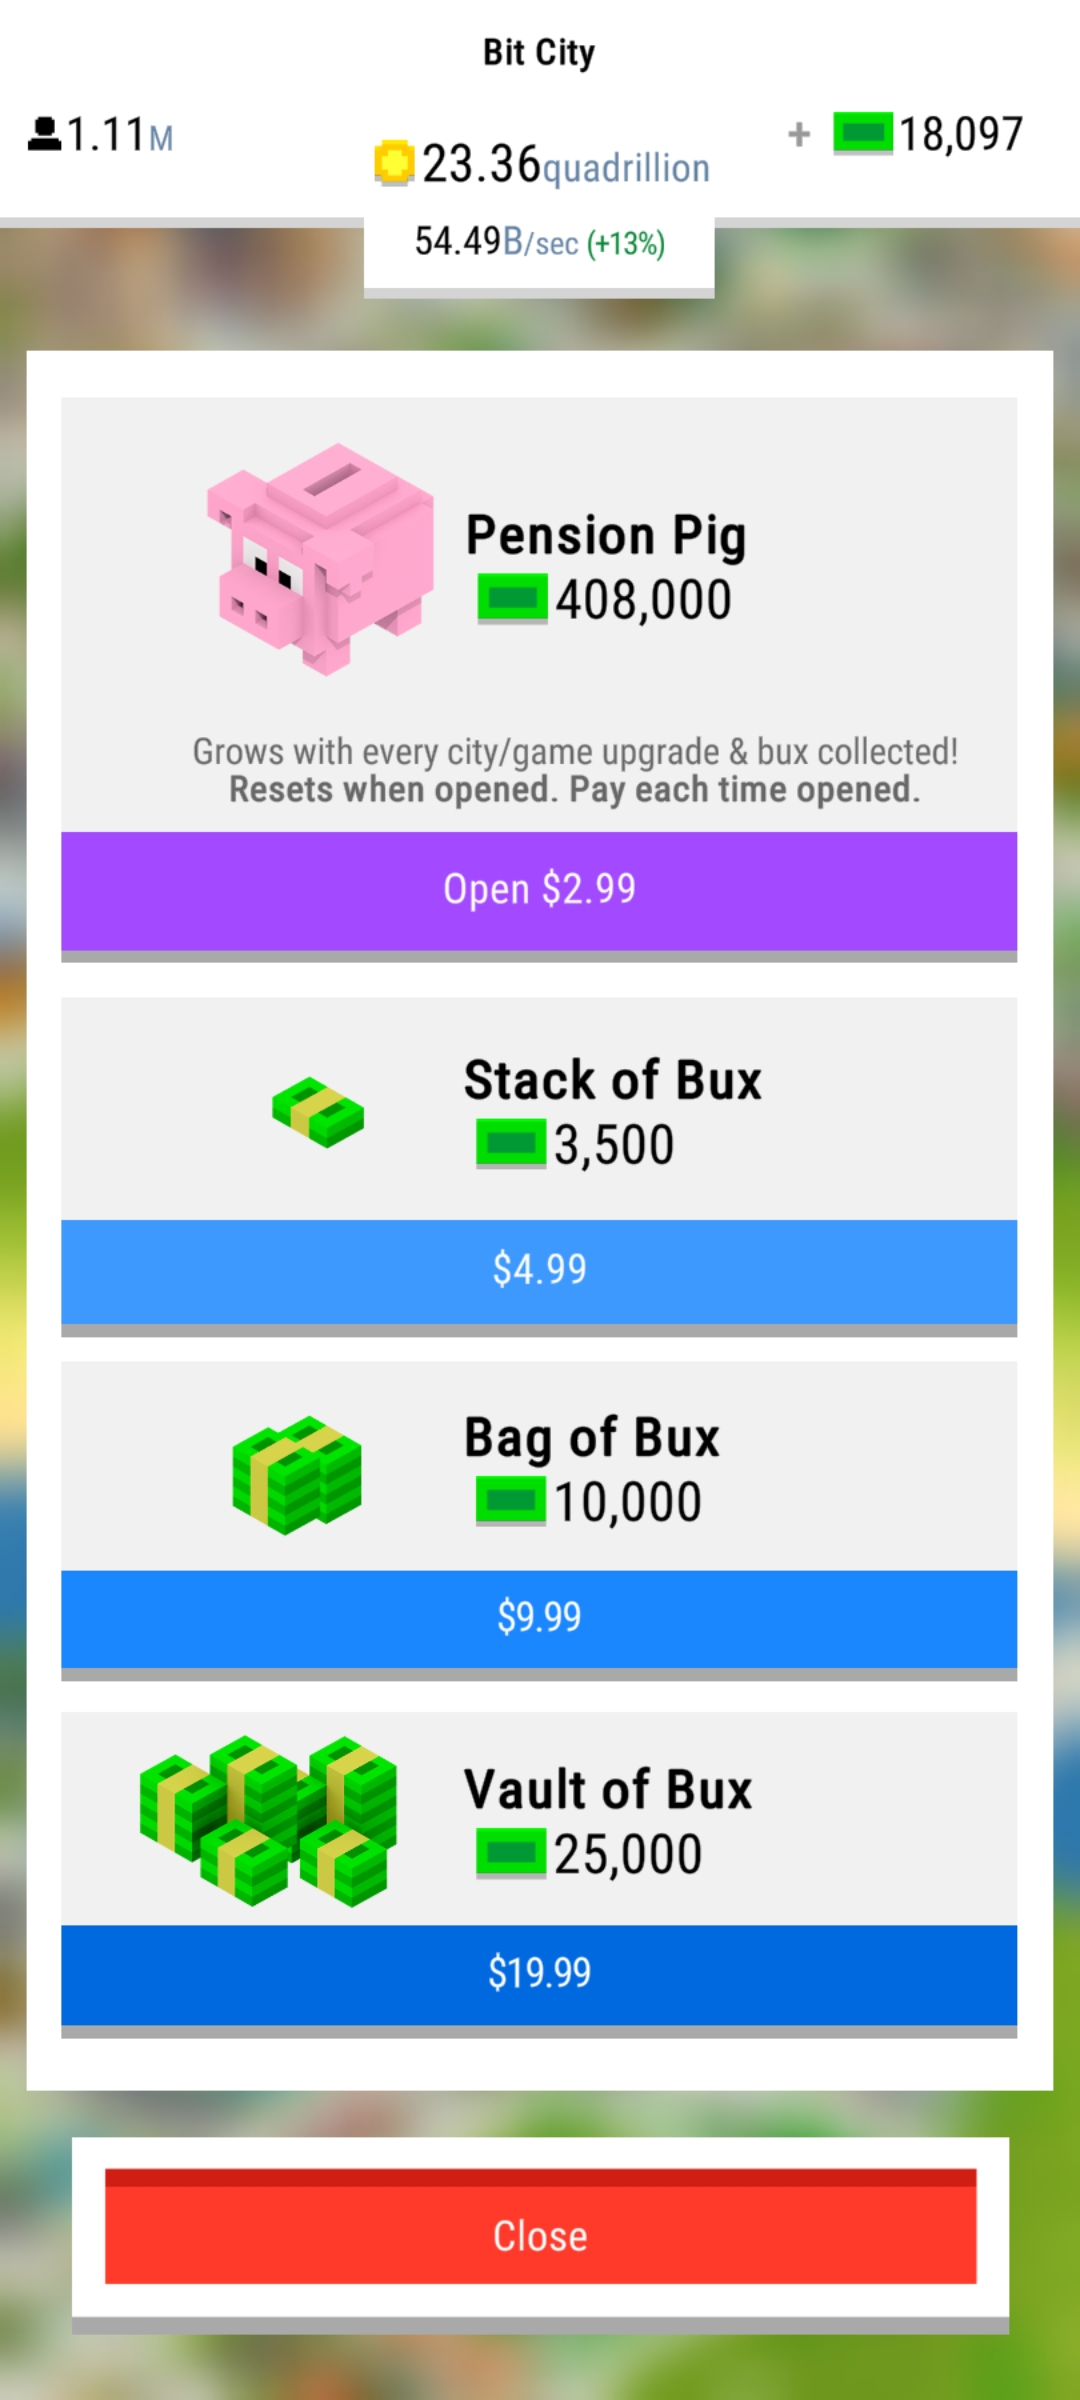 Bit City
1.11M
23.36quadrillion
+ 18,097
54.49B/sec (+13%)
Pension Pig
408,000
Grows with every city/game upgrade & bux collected!
Resets when opened. Pay each time opened.
Open $2.99
Stack of Bux
3,500
$4.99
Bag of Bux
10,000
$9.99
Vault of Bux
25,000
$19.99
Close